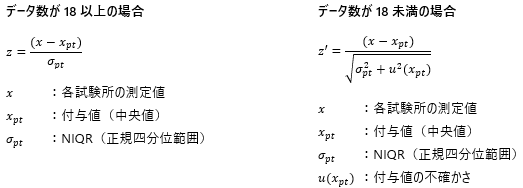 データ数が 18 以上の場合
z = (x − x_pt) / σ_pt
x ：各試験所の測定値
x_pt ：付与値（中央値）
σ_pt ：NIQR（正規四分位範囲）
データ数が 18 未満の場合
z′ = (x − x_pt) / √(σ_pt² + u²(x_pt))
x ：各試験所の測定値
x_pt ：付与値（中央値）
σ_pt ：NIQR（正規四分位範囲）
u(x_pt) ：付与値の不確かさ